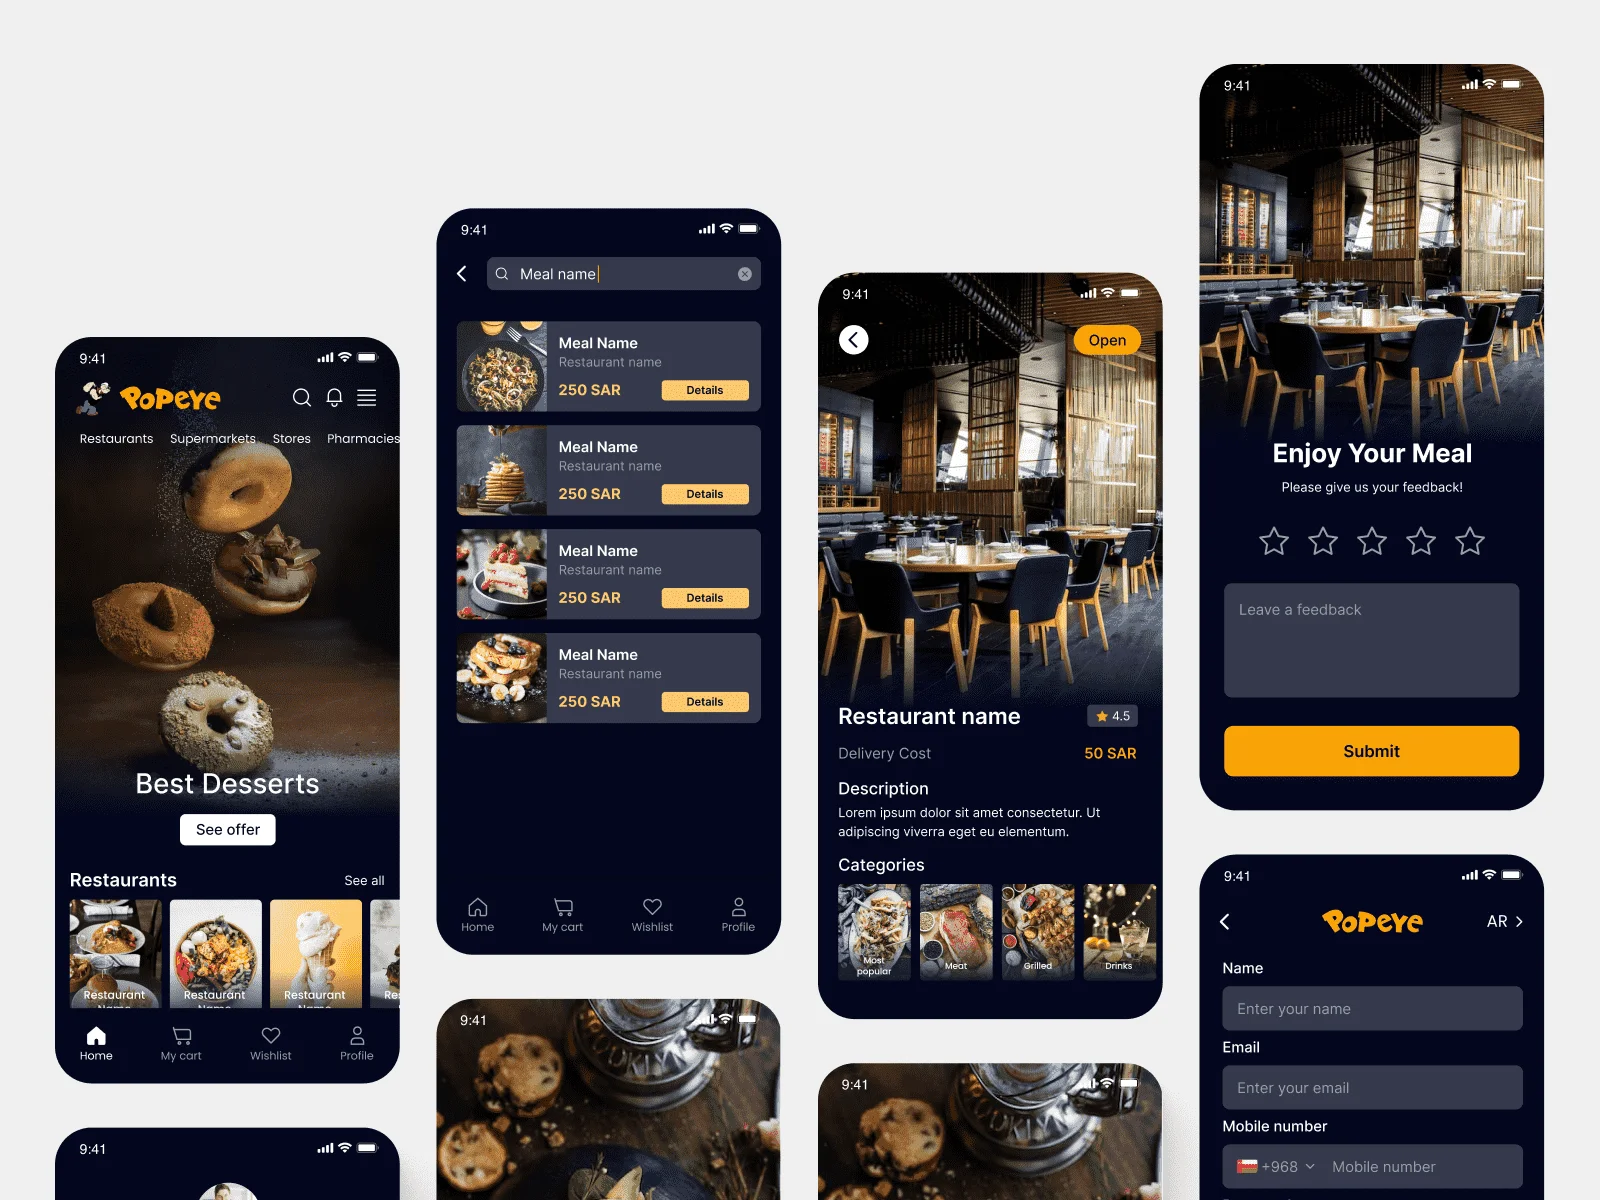 9:41
POPEYE
Restaurants Supermarkets Stores Pharmacies
Best Desserts
See offer
Restaurants See all
Restaurant Restaurant Restaurant Res
Name Name Name
Home My cart Wishlist Profile
9:41
9:41
Meal name
Meal Name
Restaurant name
250 SAR Details
Meal Name
Restaurant name
250 SAR Details
Meal Name
Restaurant name
250 SAR Details
Meal Name
Restaurant name
250 SAR Details
Home My cart Wishlist Profile
9:41
9:41
Open
Restaurant name 4.5
Delivery Cost 50 SAR
Description
Lorem ipsum dolor sit amet consectetur. Ut
adipiscing viverra eget eu elementum.
Categories
Most
popular Meat Grilled Drinks
9:41
9:41
Enjoy Your Meal
Please give us your feedback!
Leave a feedback
Submit
9:41
POPEYE AR
Name
Enter your name
Email
Enter your email
Mobile number
+968 Mobile number